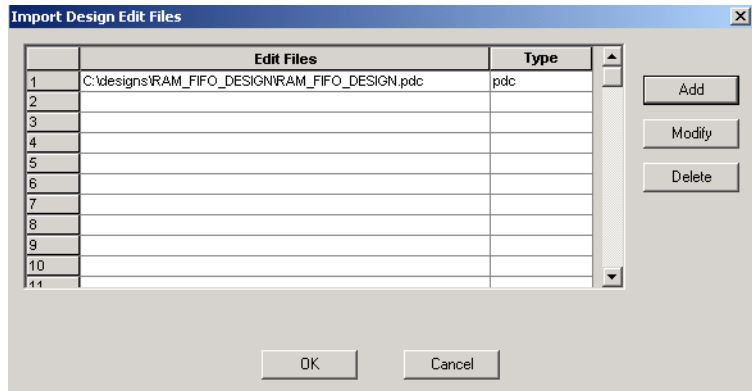 Import Design Edit Files
Edit Files Type
1 C:\designs\RAM_FIFO_DESIGN\RAM_FIFO_DESIGN.pdc pdc
2
3
4
5
6
7
8
9
10
11
Add
Modify
Delete
OK Cancel